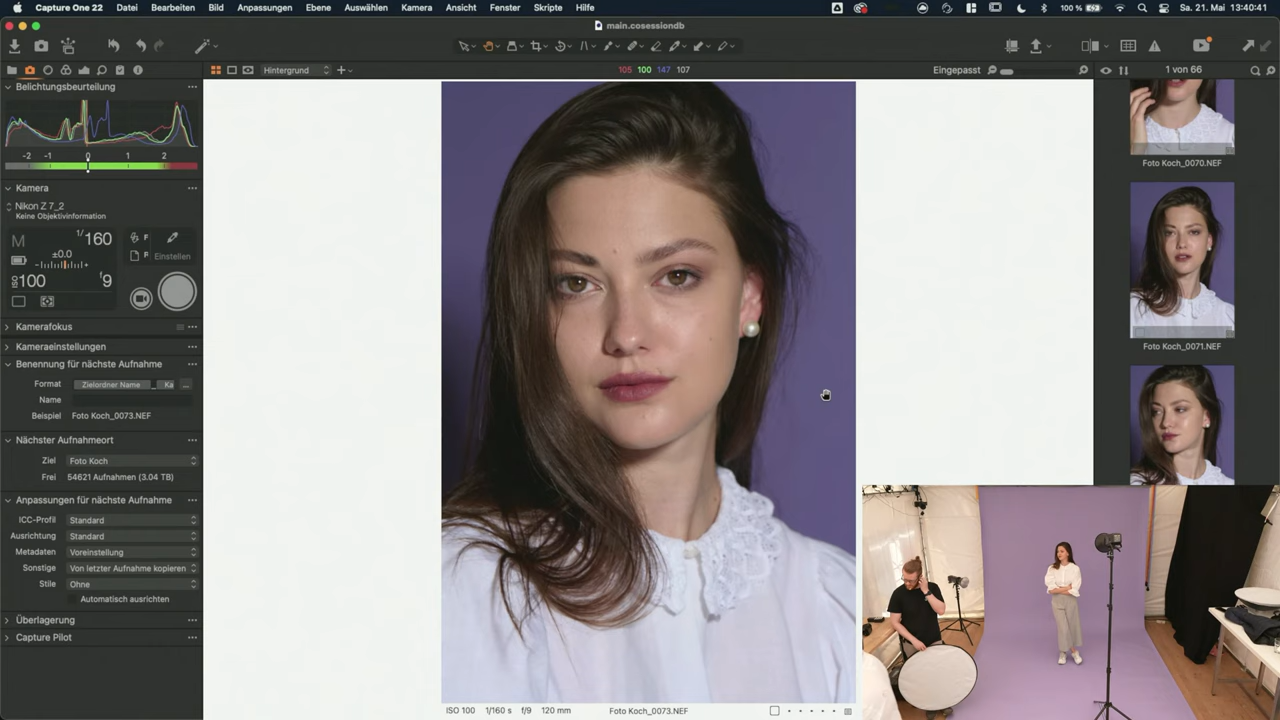 Capture One 22 Datei Bearbeiten Bild Anpassungen Ebene Auswählen Kamera Ansicht Fenster Skripte Hilfe 100 % Sa. 21. Mai 13:40:41
main.cosessiondb
Hintergrund 105 100 147 107 Eingepasst 1 von 66
Belichtungsbeurteilung
-2 -1 0 1 2
Kamera
Nikon Z 7_2
Keine Objektivinformation
M 1/160 F
±0.0 F Einstellen
ISO 100 f9
Kamerafokus
Kameraeinstellungen
Benennung für nächste Aufnahme
Format Zielordner Name _ Ka ...
Name
Beispiel Foto Koch_0073.NEF
Nächster Aufnahmeort
Ziel Foto Koch
Frei 54621 Aufnahmen (3.04 TB)
Anpassungen für nächste Aufnahme
ICC-Profil Standard
Ausrichtung Standard
Metadaten Voreinstellung
Sonstige Von letzter Aufnahme kopieren
Stile Ohne
Automatisch ausrichten
Überlagerung
Capture Pilot
Foto Koch_0070.NEF
Foto Koch_0071.NEF
ISO 100 1/160 s f/9 120 mm Foto Koch_0073.NEF